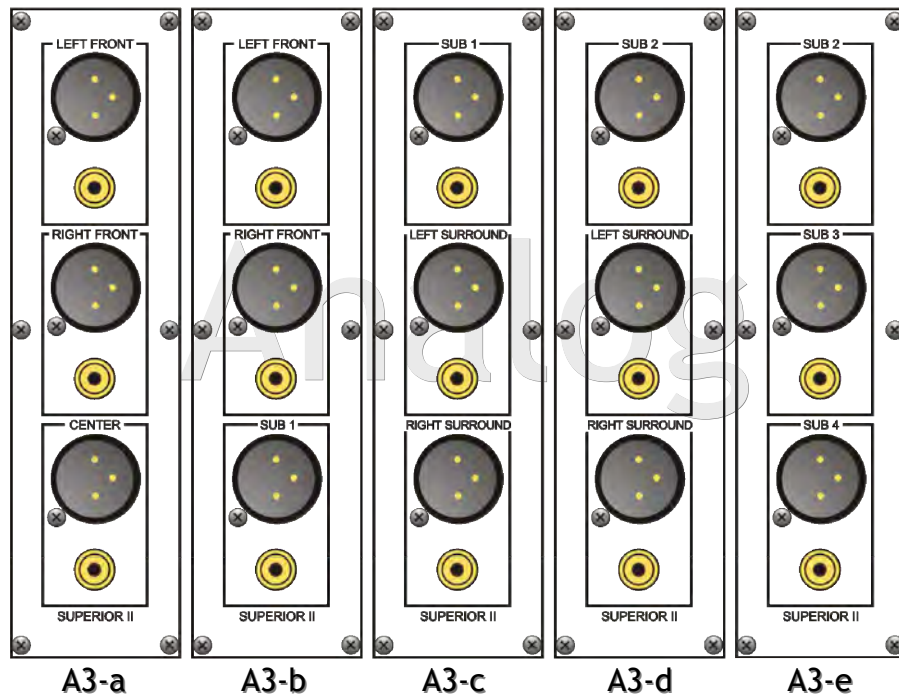 LEFT FRONT
RIGHT FRONT
CENTER
SUPERIOR II
A3-a
LEFT FRONT
RIGHT FRONT
SUB 1
SUPERIOR II
A3-b
SUB 1
LEFT SURROUND
RIGHT SURROUND
SUPERIOR II
A3-c
SUB 2
LEFT SURROUND
RIGHT SURROUND
SUPERIOR II
A3-d
SUB 2
SUB 3
SUB 4
SUPERIOR II
A3-e
Analog